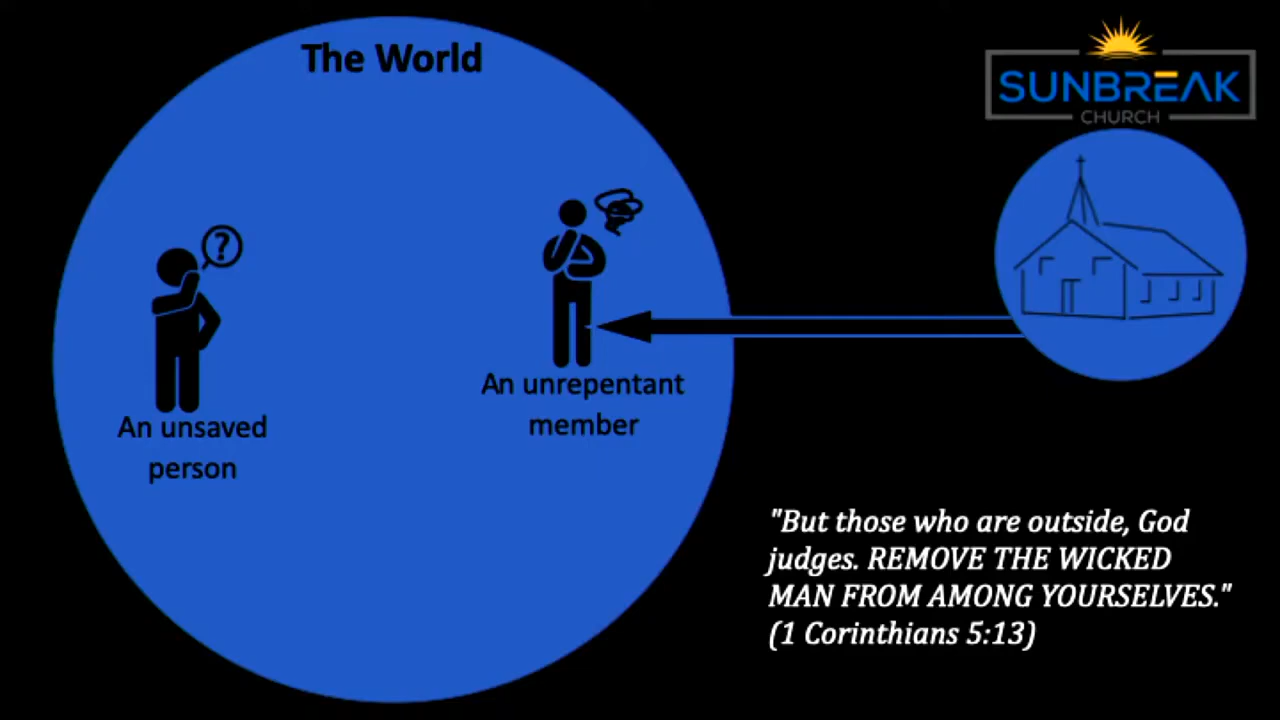 The World
SUNBREAK
CHURCH
?
An unsaved
person
An unrepentant
member
"But those who are outside, God
judges. REMOVE THE WICKED
MAN FROM AMONG YOURSELVES."
(1 Corinthians 5:13)